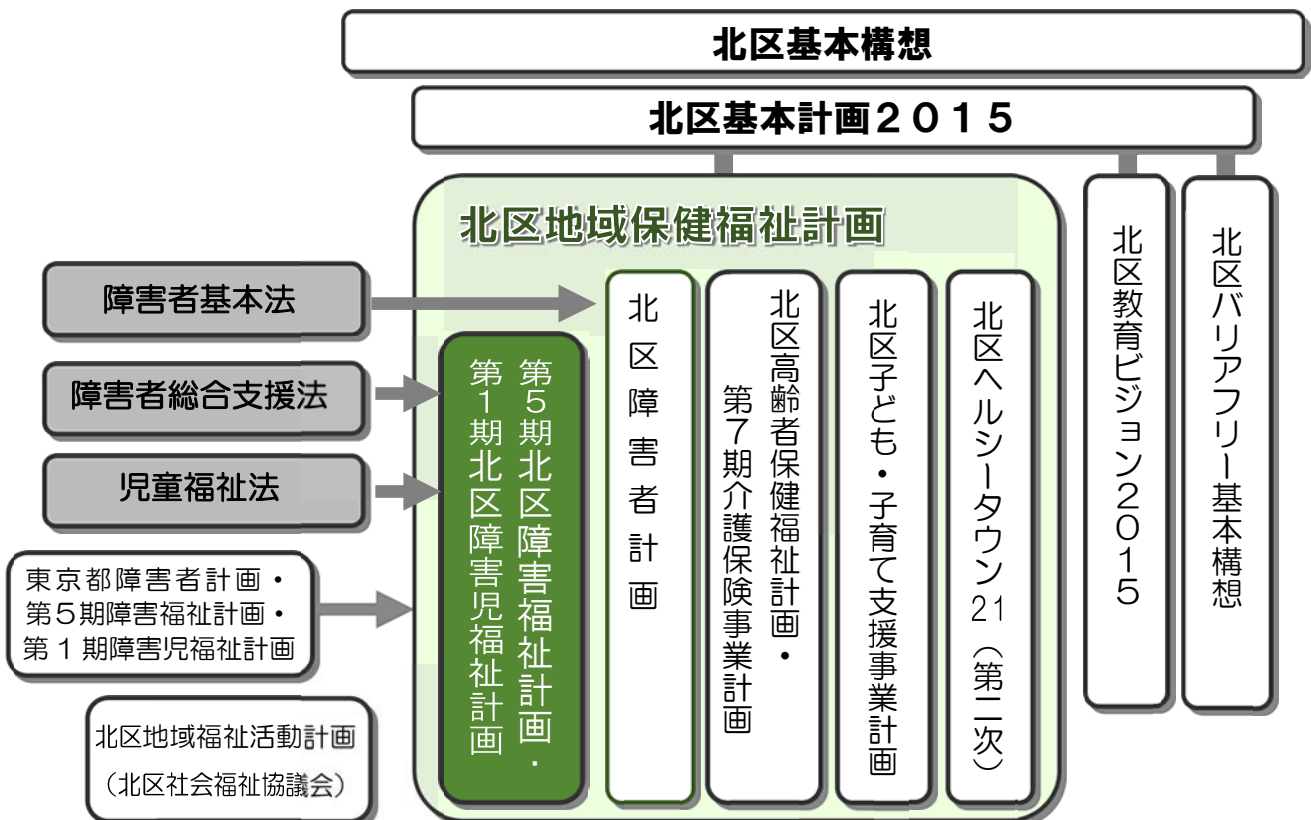 北区基本構想
北区基本計画２０１５
北区地域保健福祉計画
障害者基本法
障害者総合支援法
児童福祉法
東京都障害者計画・
第５期障害福祉計画・
第１期障害児福祉計画
北区地域福祉活動計画
（北区社会福祉協議会）
第５期北区障害福祉計画・
第１期北区障害児福祉計画
北区障害者計画
北区高齢者保健福祉計画・
第７期介護保険事業計画
北区子ども・子育て支援事業計画
北区ヘルシータウン21（第二次）
北区教育ビジョン２０１５
北区バリアフリー基本構想